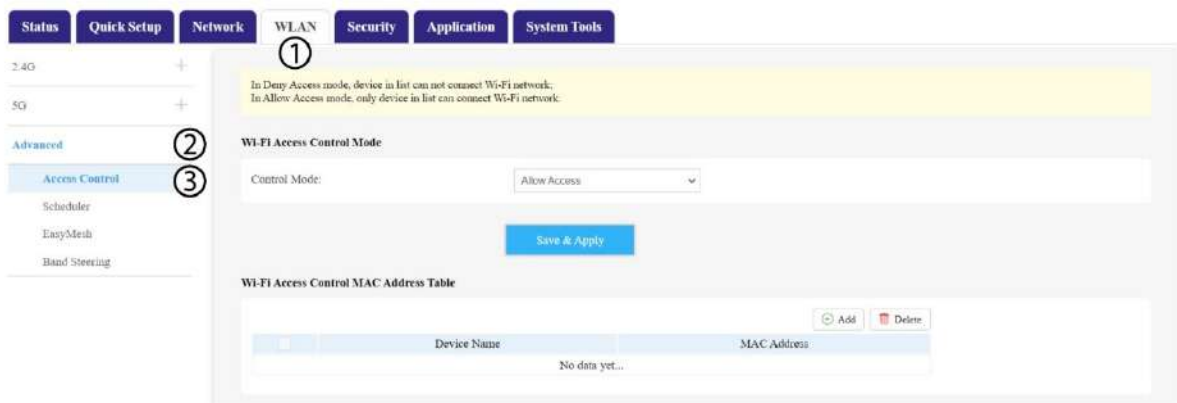 Status Quick Setup Network WLAN Security Application System Tools
①
2.4G +
5G +
Advanced ②
Access Control ③
Scheduler
EasyMesh
Band Steering
In Deny Access mode, device in list can not connect Wi-Fi network;
In Allow Access mode, only device in list can connect Wi-Fi network.
Wi-Fi Access Control Mode
Control Mode: Allow Access
Save & Apply
Wi-Fi Access Control MAC Address Table
Add Delete
Device Name MAC Address
No data yet...